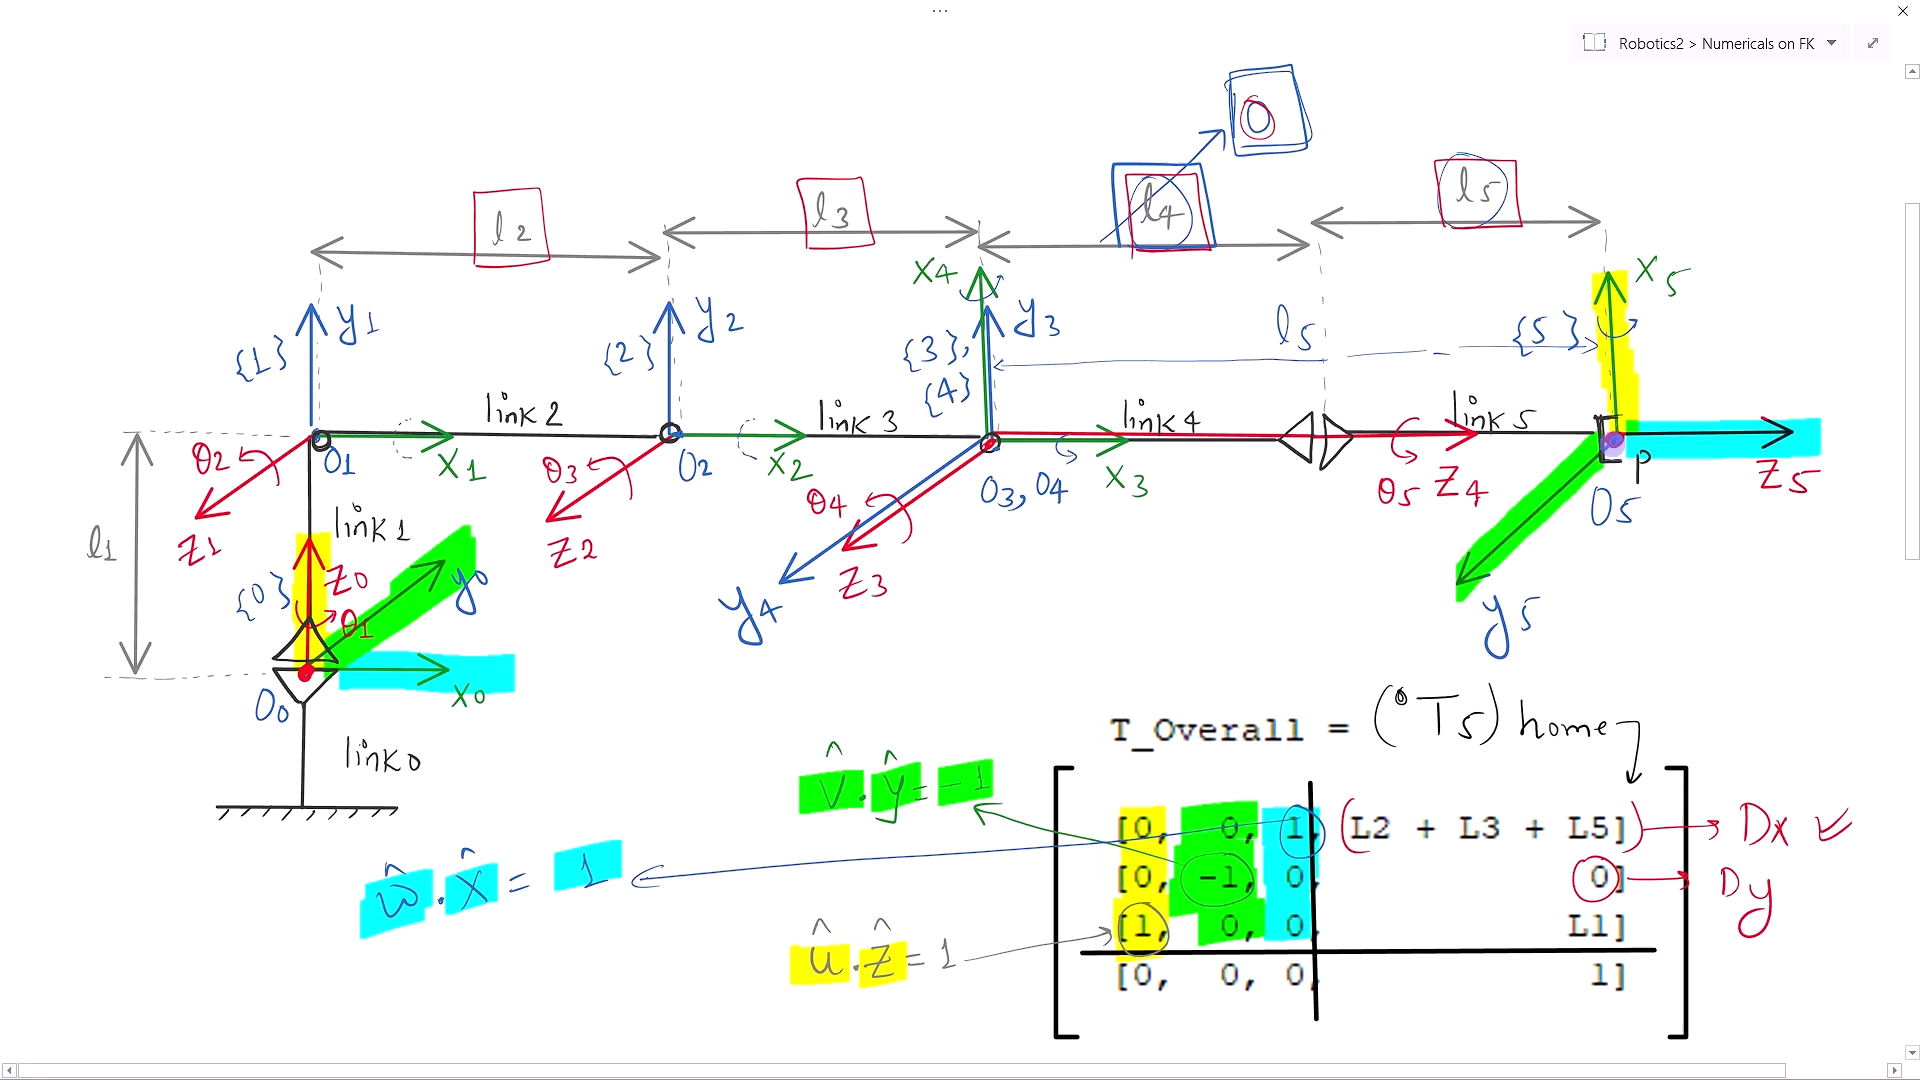 ...
Robotics2 > Numericals on FK
0
l2
l3
l4
l5
x4
x5
y1
y2
y3
l5
{1}
{2}
{3},
{4}
{5}
link 2
link 3
link 4
link 5
θ2
O1
x1
θ3
O2
x2
θ4
O3, O4
x3
θ5
z4
P
z5
O5
l1
z1
link 1
z2
z3
y4
y5
{0}
z0
y0
θ1
x0
O0
link 0
T_Overall = (⁰T5) home
v̂ . ŷ = -1
[0, 0, 1, (L2 + L3 + L5]) → Dx ✓
ŵ . x̂ = 1
[0, -1, 0, 0] → Dy
û . ẑ = 1
[1, 0, 0, L1]
[0, 0, 0, 1]